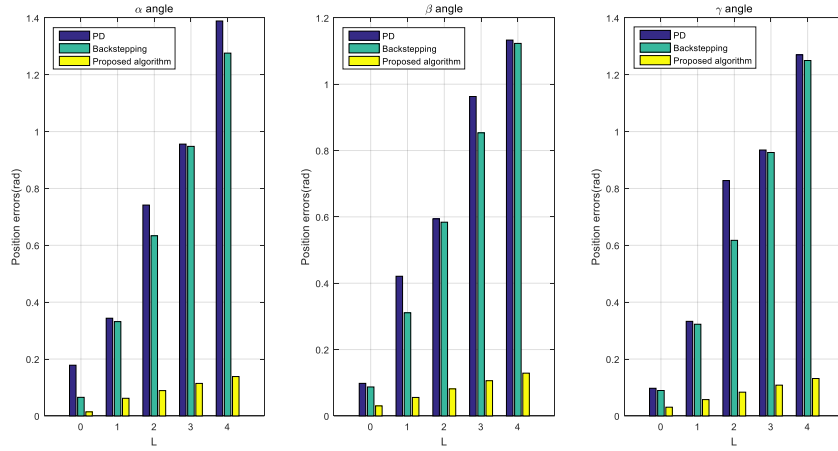 α angle
PD
Backstepping
Proposed algorithm
Position errors(rad)
1.4
1.2
1
0.8
0.6
0.4
0.2
0
0 1 2 3 4
L
β angle
PD
Backstepping
Proposed algorithm
Position errors(rad)
1.2
1
0.8
0.6
0.4
0.2
0
0 1 2 3 4
L
γ angle
PD
Backstepping
Proposed algorithm
Position errors(rad)
1.4
1.2
1
0.8
0.6
0.4
0.2
0
0 1 2 3 4
L